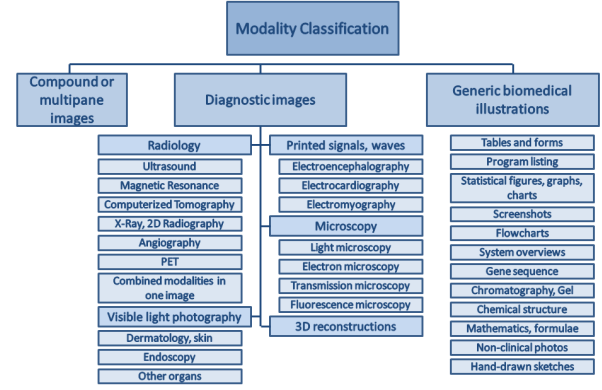 Modality Classification
Compound or
multipane
images
Diagnostic images
Generic biomedical
illustrations
Radiology
Ultrasound
Magnetic Resonance
Computerized Tomography
X-Ray, 2D Radiography
Angiography
PET
Combined modalities in
one image
Visible light photography
Dermatology, skin
Endoscopy
Other organs
Printed signals, waves
Electroencephalography
Electrocardiography
Electromyography
Microscopy
Light microscopy
Electron microscopy
Transmission microscopy
Fluorescence microscopy
3D reconstructions
Tables and forms
Program listing
Statistical figures, graphs,
charts
Screenshots
Flowcharts
System overviews
Gene sequence
Chromatography, Gel
Chemical structure
Mathematics, formulae
Non-clinical photos
Hand-drawn sketches